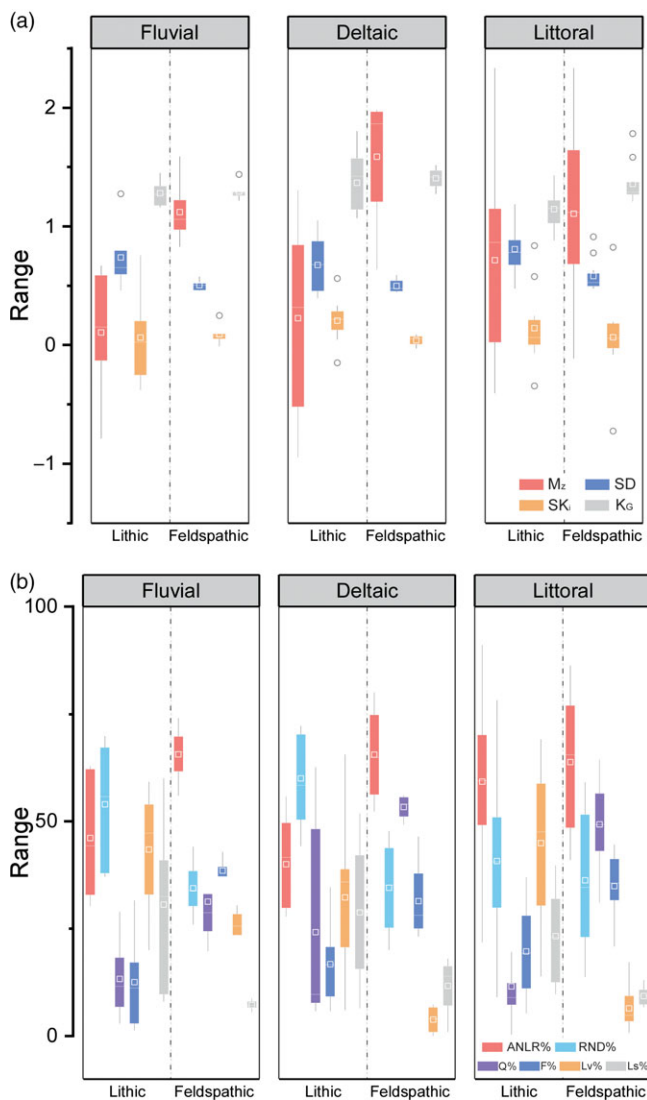 (a)
Fluvial Deltaic Littoral
2
1
0
−1
Range
Lithic Feldspathic Lithic Feldspathic Lithic Feldspathic
Mz SD
SKi KG
(b)
Fluvial Deltaic Littoral
100
50
0
Range
ANLR% RND%
Q% F% Lv% Ls%
Lithic Feldspathic Lithic Feldspathic Lithic Feldspathic